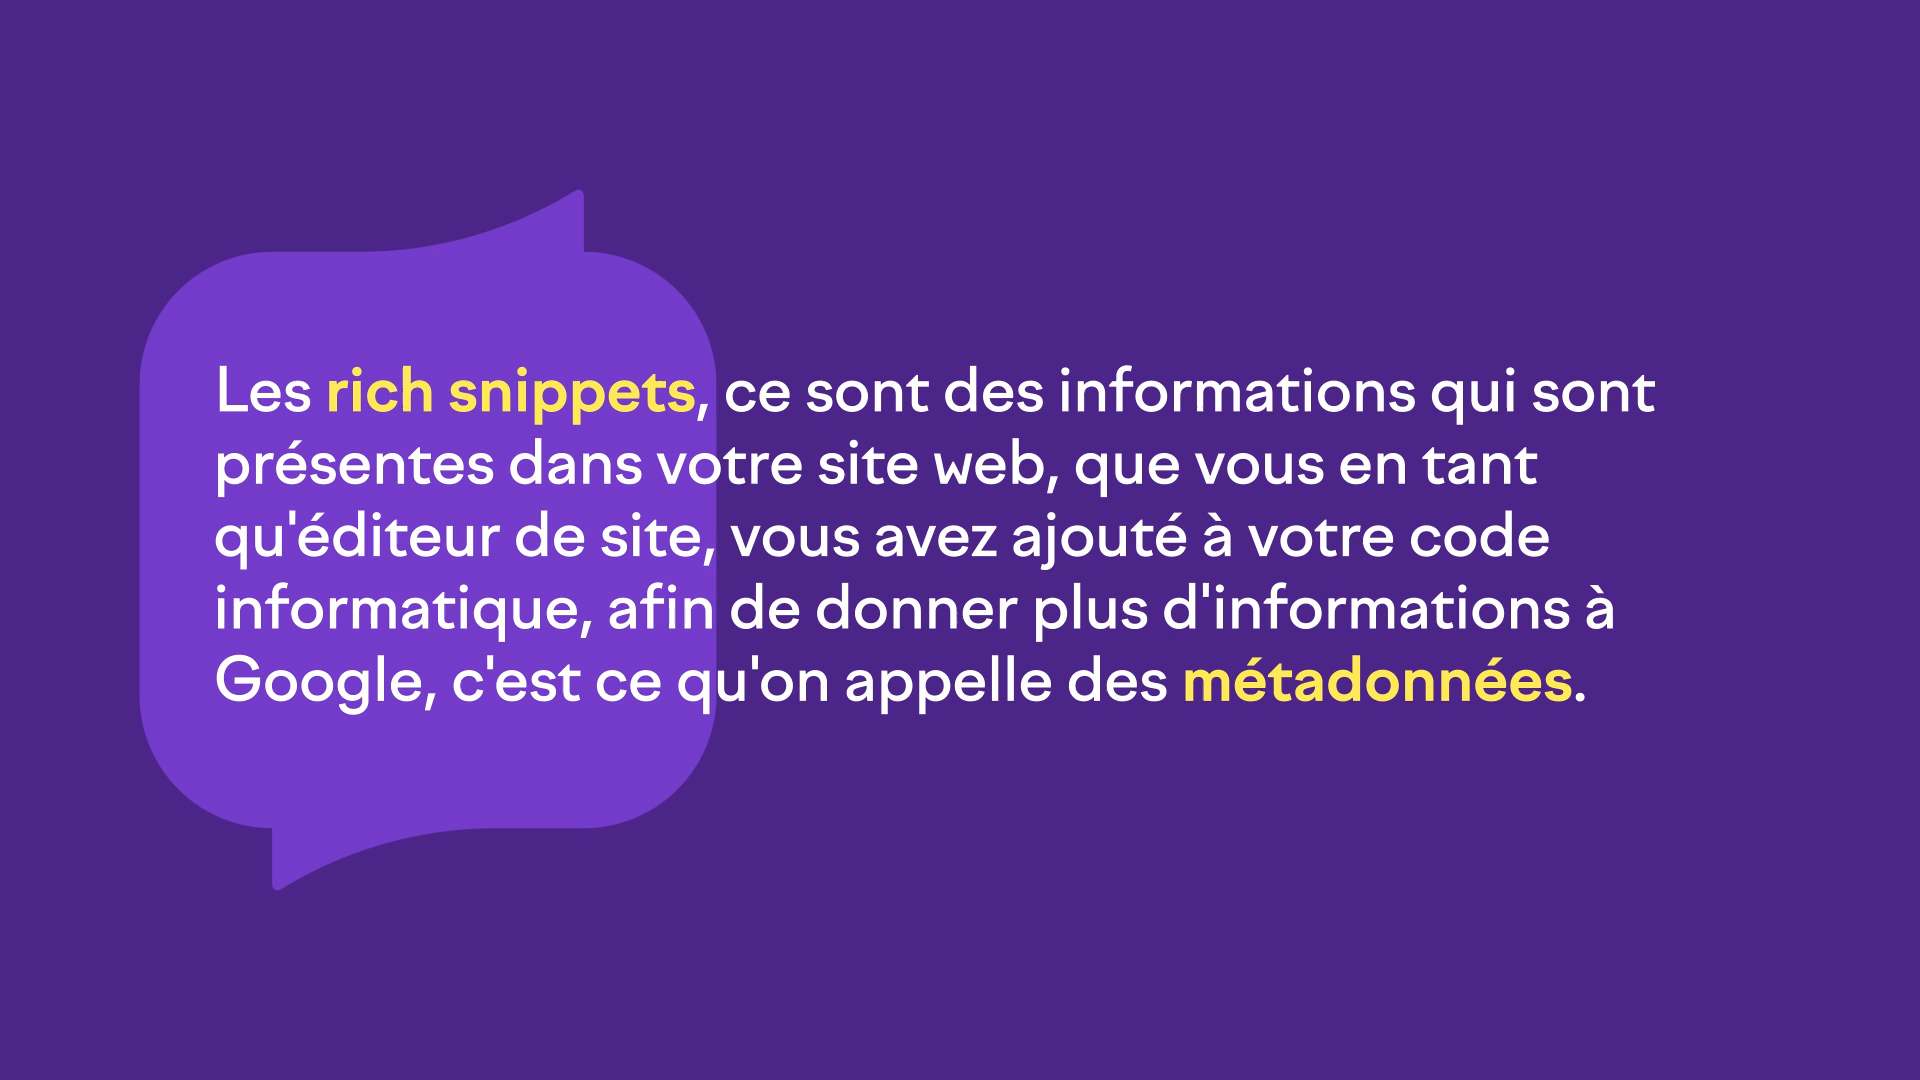 Les rich snippets, ce sont des informations qui sont
présentes dans votre site web, que vous en tant
qu'éditeur de site, vous avez ajouté à votre code
informatique, afin de donner plus d'informations à
Google, c'est ce qu'on appelle des métadonnées.